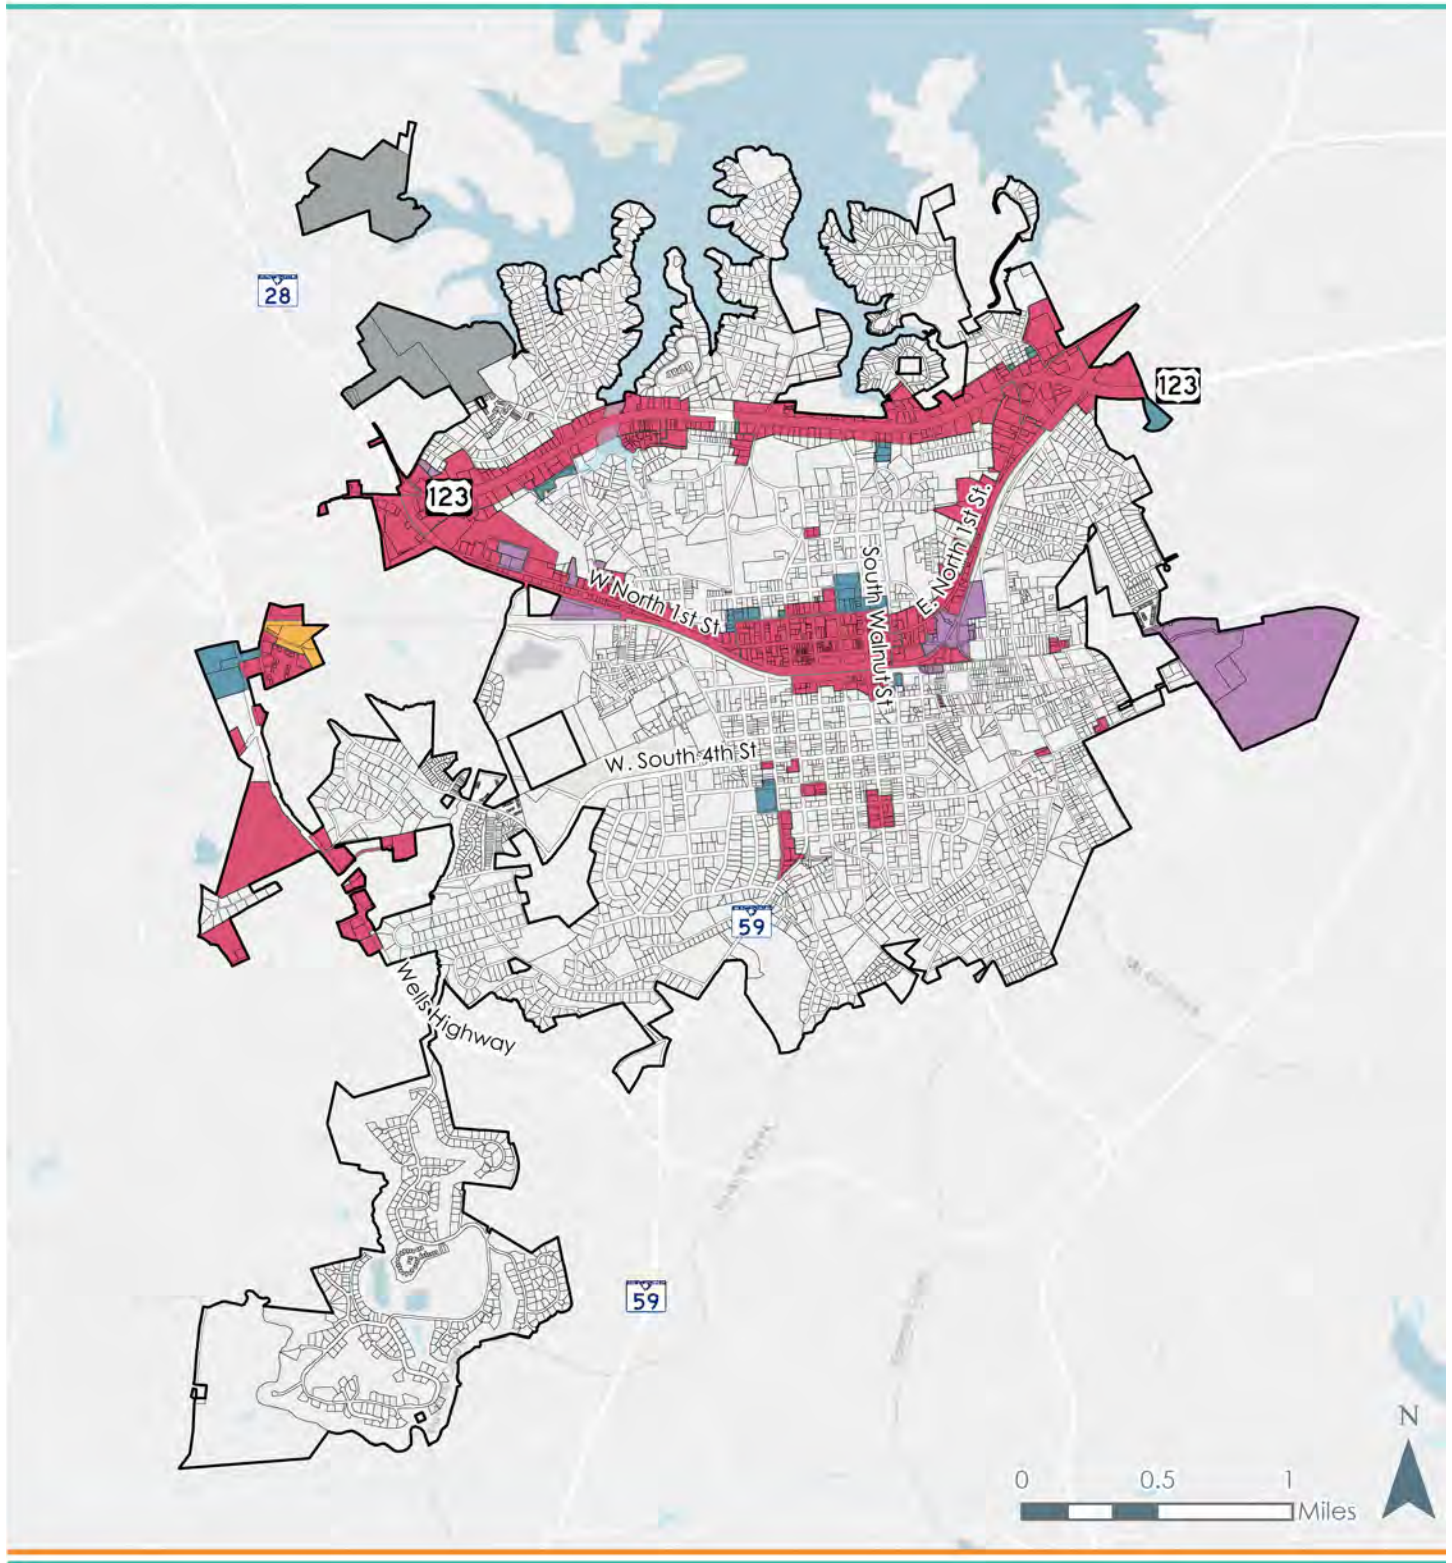 28
123
123
W North 1st St.
South Walnut St
E. North 1st St.
W. South 4th St
59
Wells Highway
59
N
0 0.5 1
Miles